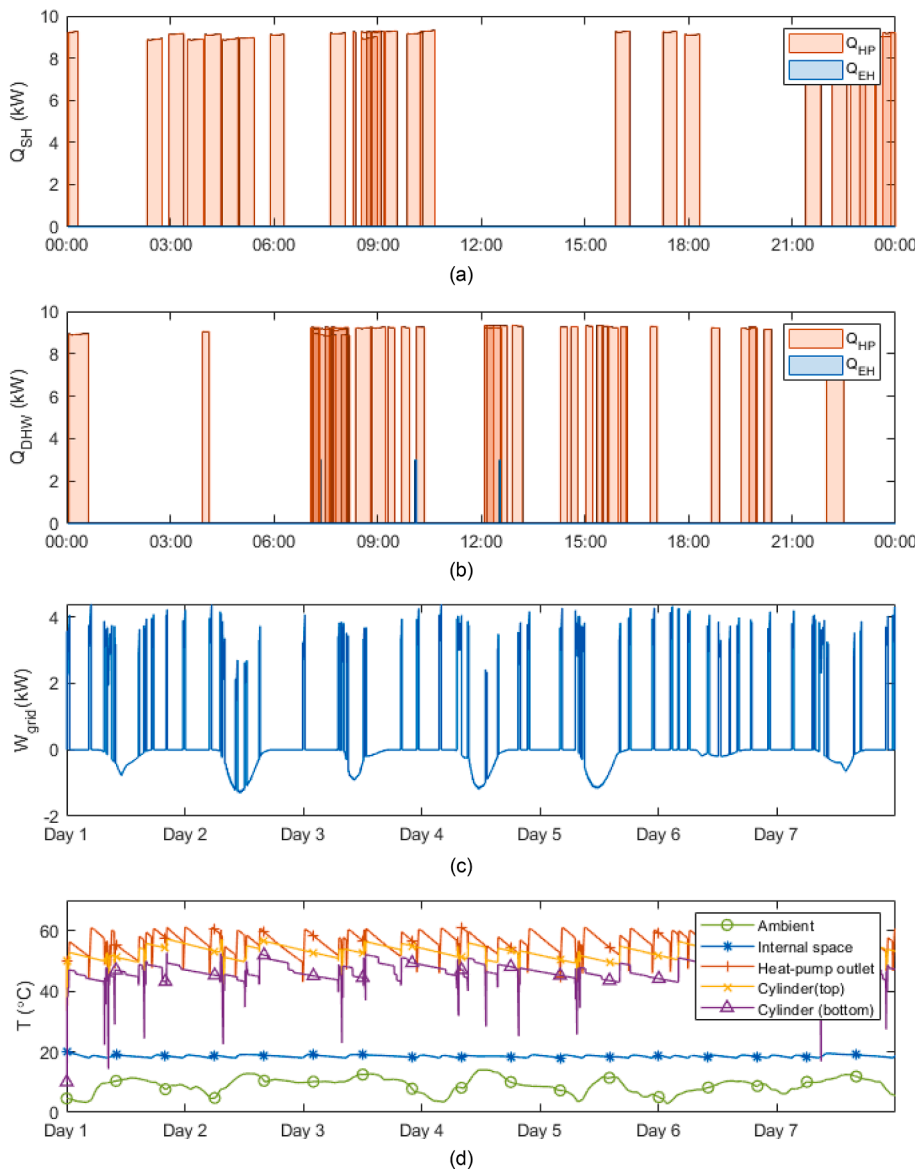 10
8
6
4
2
0
Q_SH (kW)
Q_HP
Q_EH
00:00 03:00 06:00 09:00 12:00 15:00 18:00 21:00 00:00
(a)
10
8
6
4
2
0
Q_DHW (kW)
Q_HP
Q_EH
00:00 03:00 06:00 09:00 12:00 15:00 18:00 21:00 00:00
(b)
4
2
0
-2
W_grid(kW)
Day 1 Day 2 Day 3 Day 4 Day 5 Day 6 Day 7
(c)
60
40
20
0
T (°C)
Ambient
Internal space
Heat-pump outlet
Cylinder(top)
Cylinder (bottom)
Day 1 Day 2 Day 3 Day 4 Day 5 Day 6 Day 7
(d)